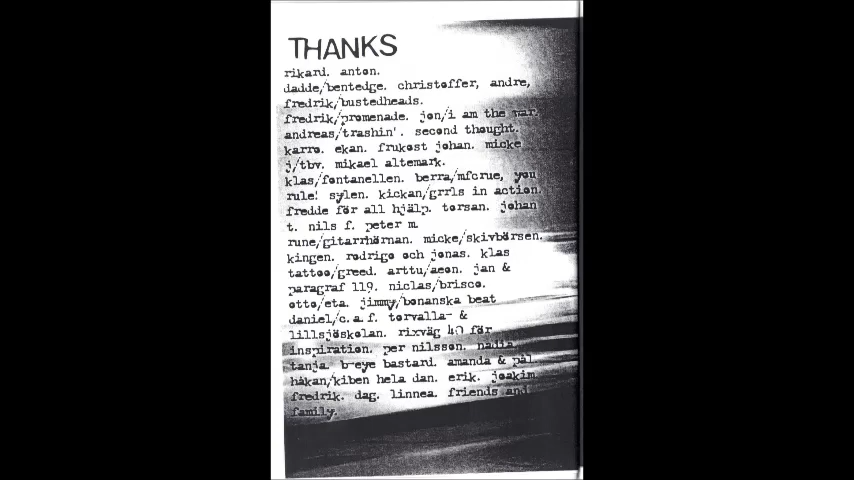 THANKS
rikard. anton.
dadde/bentedge. christoffer, andre,
fredrik/bustedheads.
fredrik/promenade. jon/i am the war.
andreas/trashin'. second thought.
karro. ekan. frukost johan. micke
j/tbv. mikael altemark.
klas/fontanellen. berra/mfcrue, you
rule! sylen. kickan/grrls in action.
fredde för all hjälp. torsan. johan
t. nils f. peter m.
rune/gitarrhörnan. micke/skivbörsen.
kingen. rodrigo och jonas. klas
tattoo/greed. arttu/aeon. jan &
paragraf 119. niclas/brisco.
otto/eta. jimmy/bonanska beat
daniel/c.a.f. torvalla- &
lillsjöskolan. rixväg 40 för
inspiration. per nilsson. nadia
tanja. b-eye bastard. amanda & pål
håkan/kiben hela dan. erik. joakim
fredrik. dag. linnea. friends and
family.